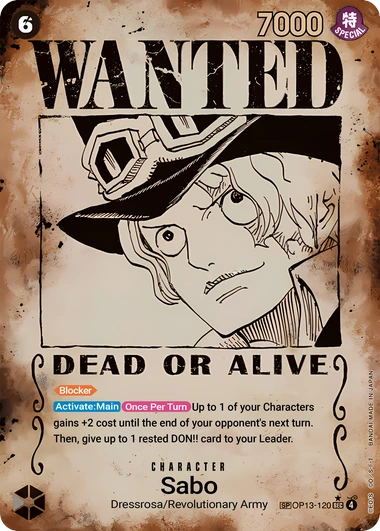 6
7000
特
SPECIAL
WANTED
DEAD OR ALIVE
Blocker
Activate:Main Once Per Turn Up to 1 of your Characters
gains +2 cost until the end of your opponent's next turn.
Then, give up to 1 rested DON!! card to your Leader.
CHARACTER
Sabo
Dressrosa/Revolutionary Army
SP OP13-120 SEC 4
BANDAI MADE IN JAPAN